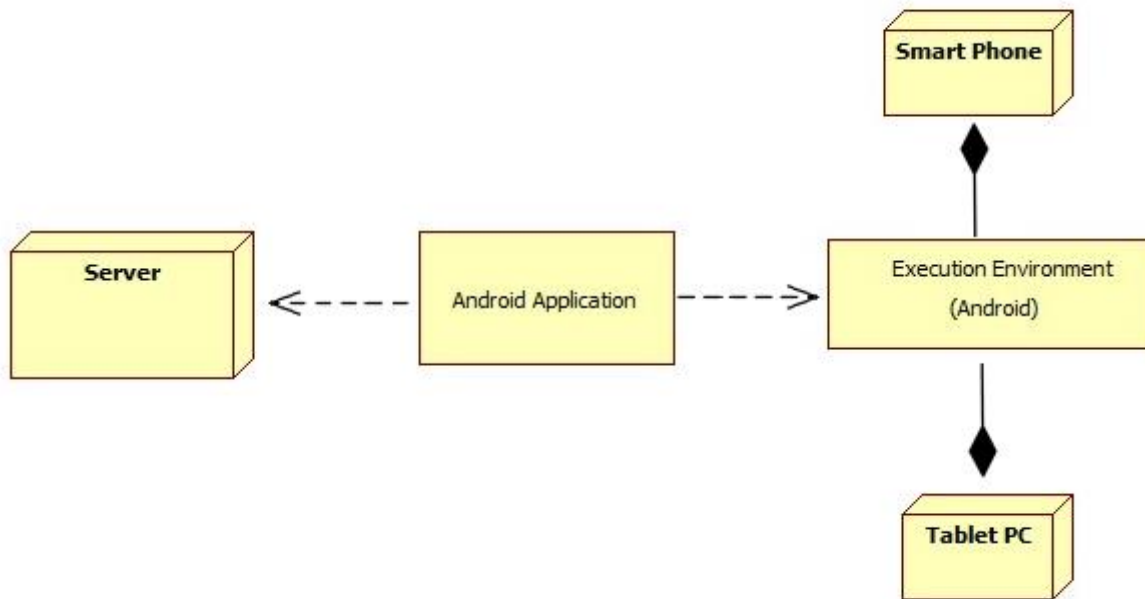 Smart Phone
Server
Android Application
Execution Environment
(Android)
Tablet PC